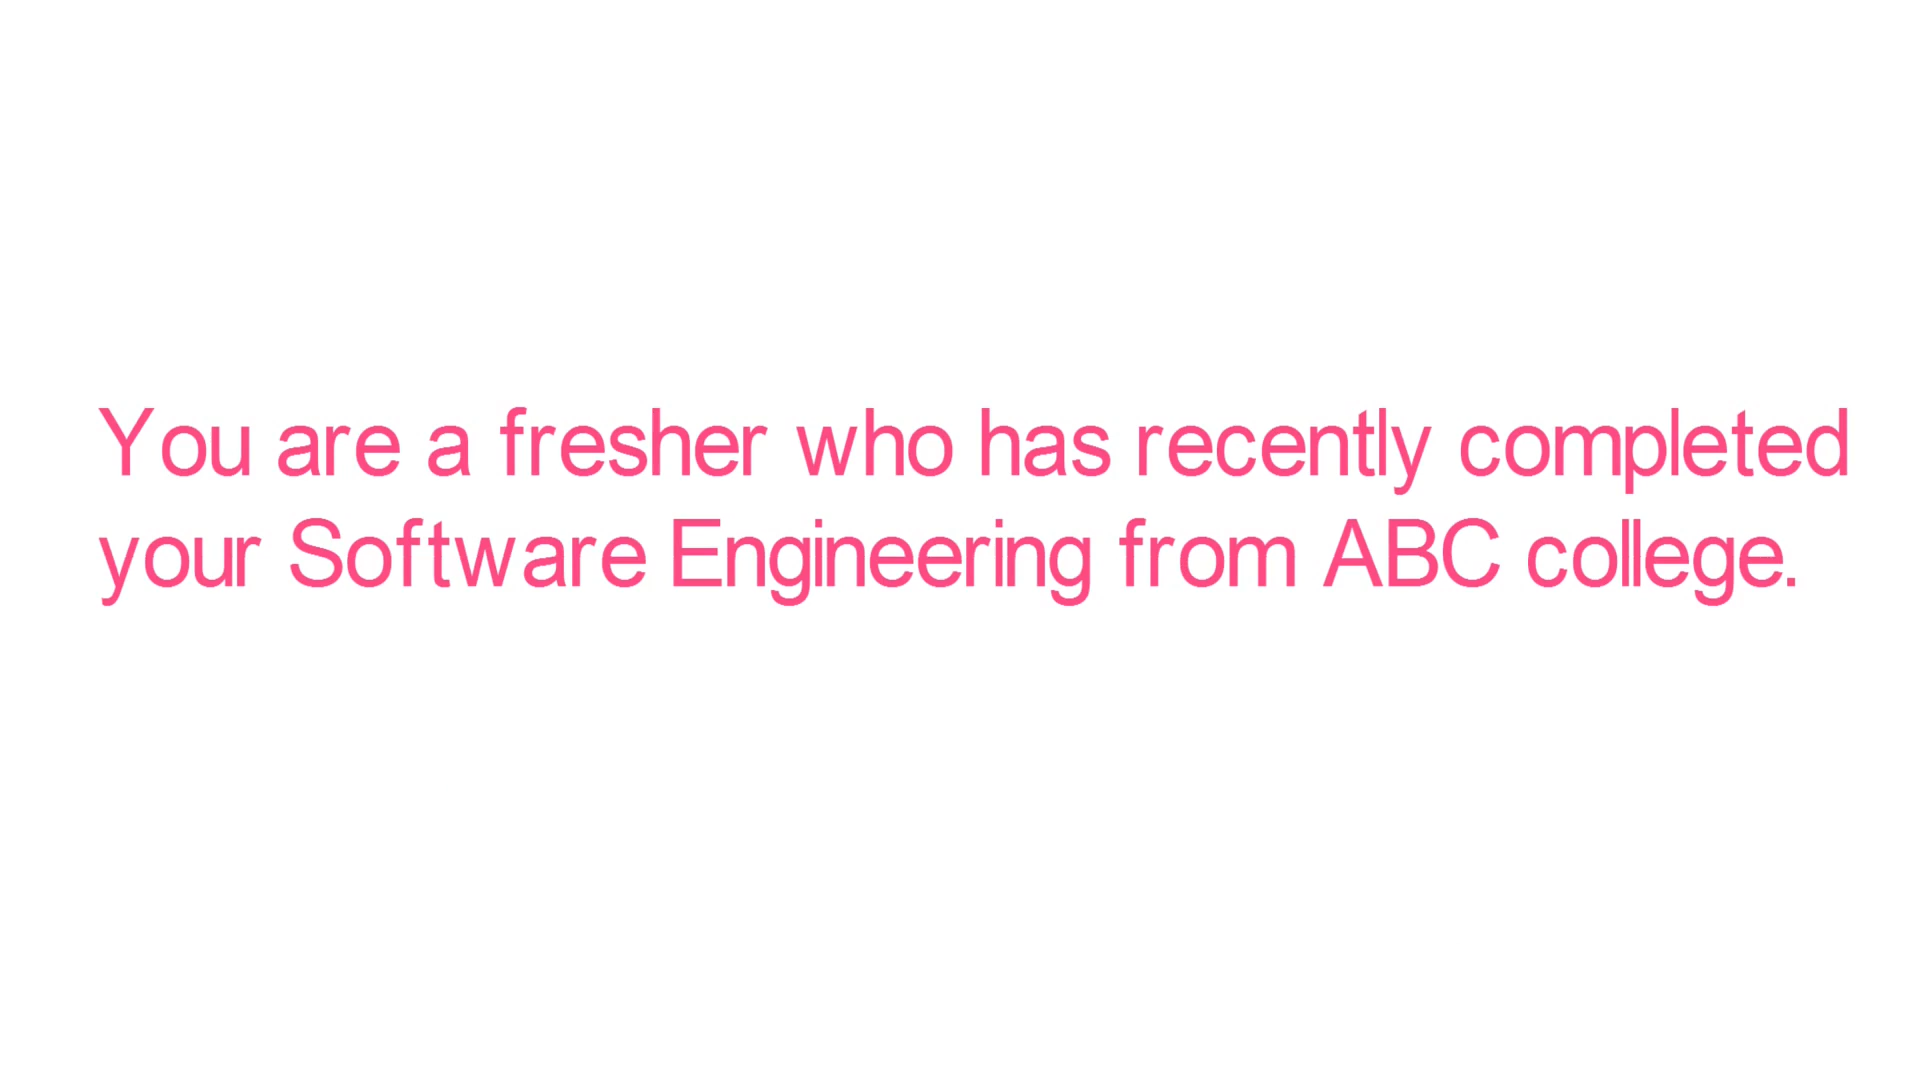 You are a fresher who has recently completed
your Software Engineering from ABC college.